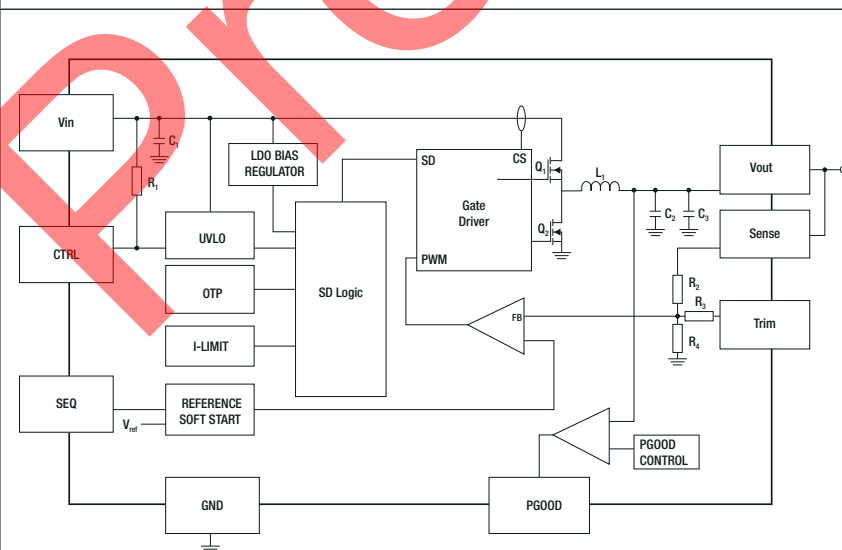 Pr
Vin
C1
LDO BIAS
REGULATOR
SD
CS
Q1
L1
Vout
R1
Gate
Driver
C2
C3
UVLO
Q2
Sense
CTRL
PWM
R2
OTP
SD Logic
R3
FB
Trim
I-LIMIT
R4
SEQ
REFERENCE
SOFT START
Vref
PGOOD
CONTROL
GND
PGOOD